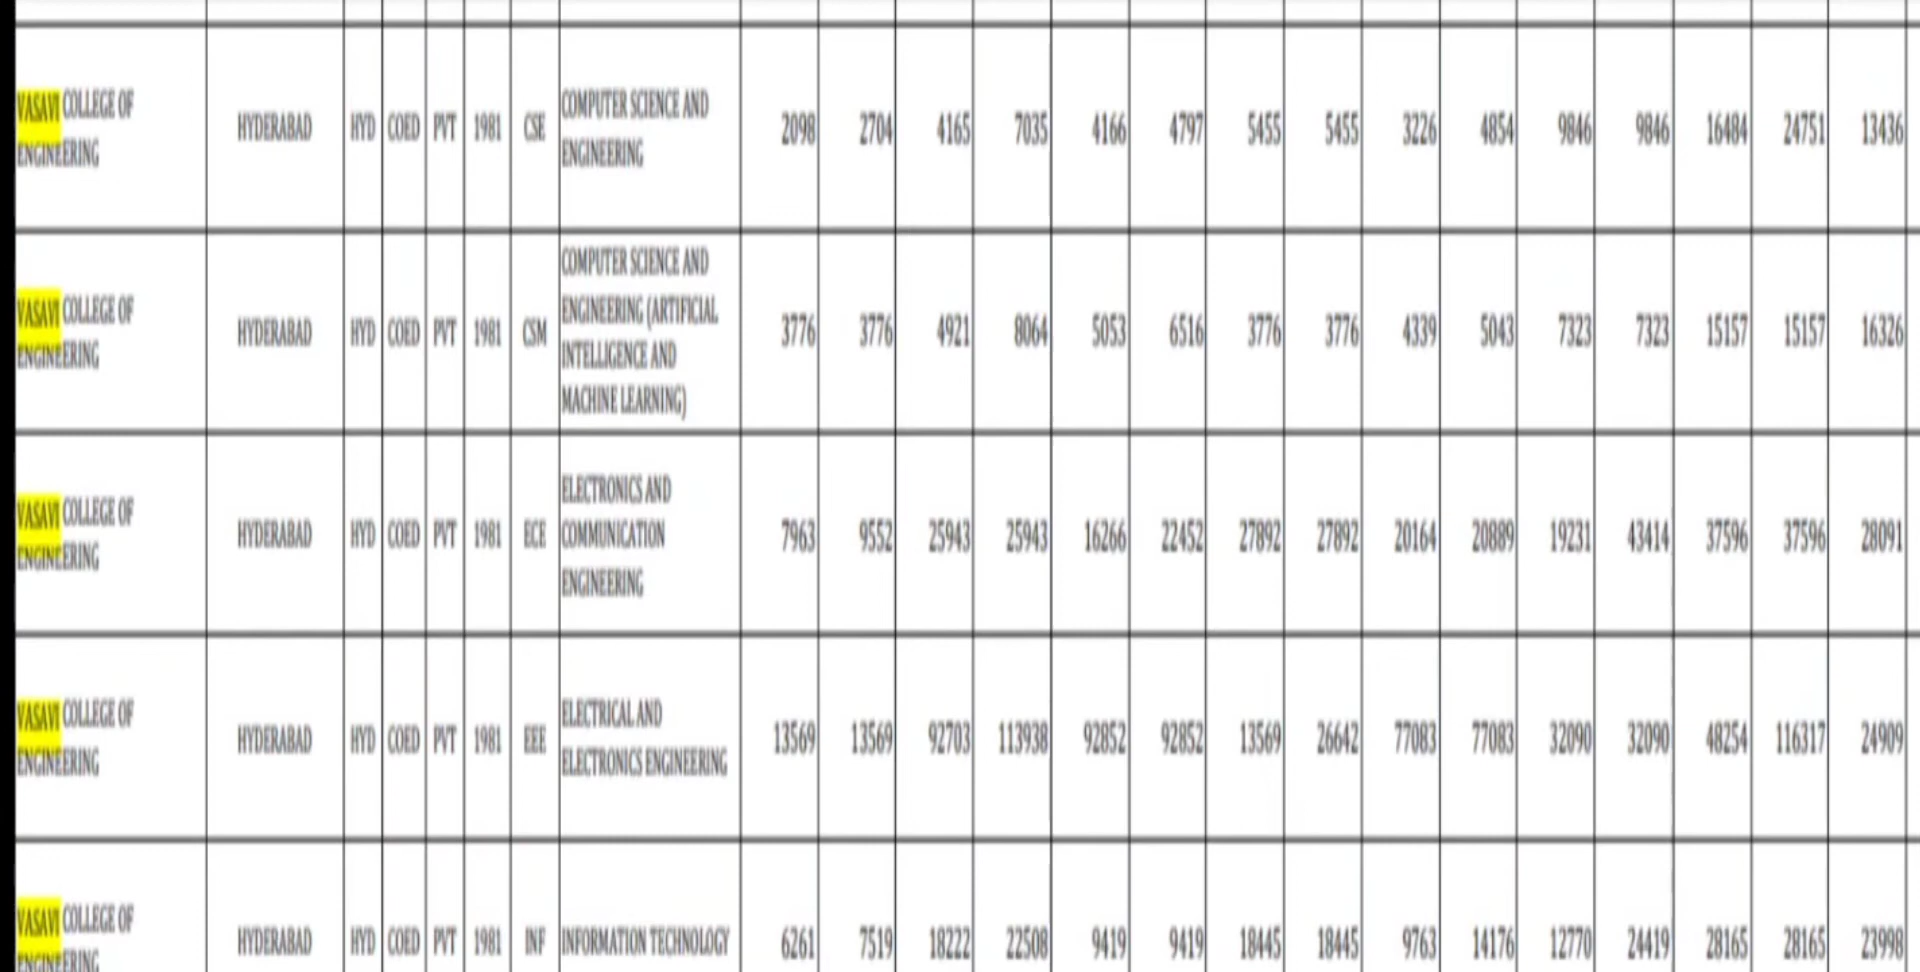 VASAVI COLLEGE OF
ENGINEERING
HYDERABAD HYD COED PVT 1981 CSE
COMPUTER SCIENCE AND
ENGINEERING
2098 2704 4165 7035 4166 4797 5455 5455 3226 4854 9846 9846 16484 24751 13436
VASAVI COLLEGE OF
ENGINEERING
HYDERABAD HYD COED PVT 1981 CSM
COMPUTER SCIENCE AND
ENGINEERING (ARTIFICIAL
INTELLIGENCE AND
MACHINE LEARNING)
3776 3776 4921 8064 5053 6516 3776 3776 4339 5043 7323 7323 15157 15157 16326
VASAVI COLLEGE OF
ENGINEERING
HYDERABAD HYD COED PVT 1981 ECE
ELECTRONICS AND
COMMUNICATION
ENGINEERING
7963 9552 25943 25943 16266 22452 27892 27892 20164 20889 19231 43414 37596 37596 28091
VASAVI COLLEGE OF
ENGINEERING
HYDERABAD HYD COED PVT 1981 EEE
ELECTRICAL AND
ELECTRONICS ENGINEERING
13569 13569 92703 113938 92852 92852 13569 26642 77083 77083 32090 32090 48254 116317 24909
VASAVI COLLEGE OF
ENGINEERING
HYDERABAD HYD COED PVT 1981 INF INFORMATION TECHNOLOGY 6261 7519 18222 22508 9419 9419 18445 18445 9763 14176 12770 24419 28165 28165 23998